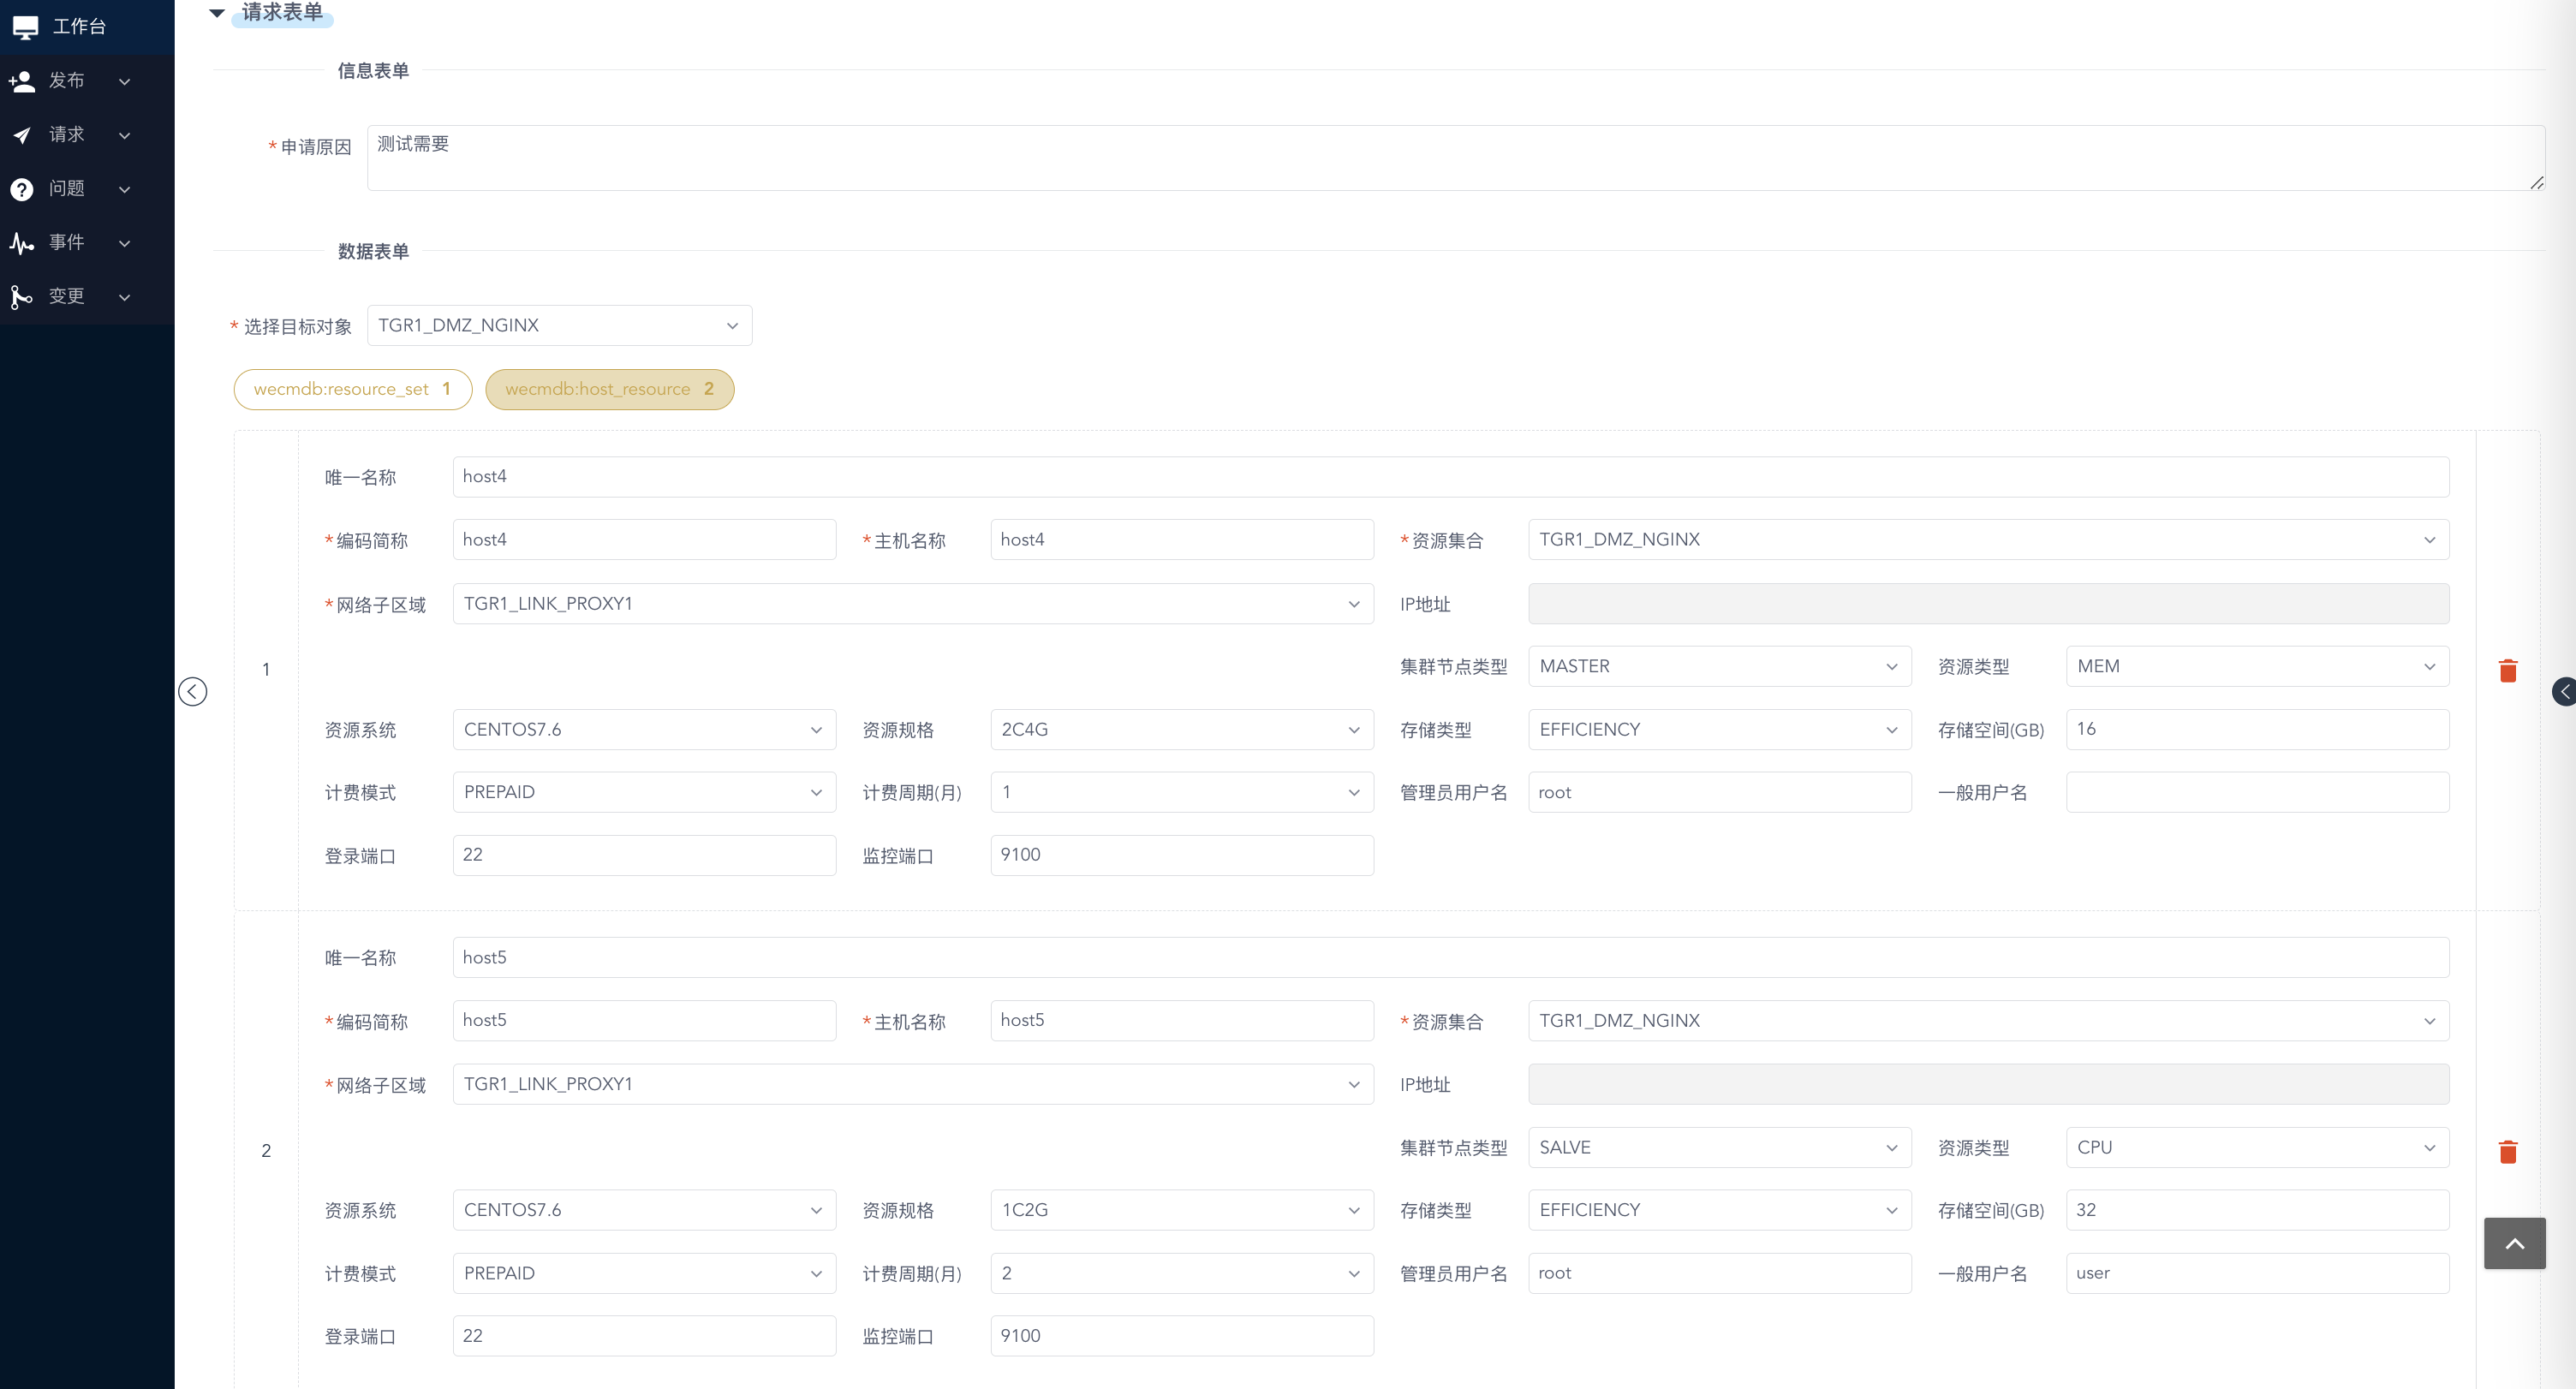 工作台
发布
请求
问题
事件
变更
请求表单
信息表单
*申请原因 测试需要
数据表单
* 选择目标对象 TGR1_DMZ_NGINX
wecmdb:resource_set 1 wecmdb:host_resource 2
1
唯一名称 host4
*编码简称 host4 *主机名称 host4 *资源集合 TGR1_DMZ_NGINX
*网络子区域 TGR1_LINK_PROXY1 IP地址
集群节点类型 MASTER 资源类型 MEM
资源系统 CENTOS7.6 资源规格 2C4G 存储类型 EFFICIENCY 存储空间(GB) 16
计费模式 PREPAID 计费周期(月) 1 管理员用户名 root 一般用户名
登录端口 22 监控端口 9100
2
唯一名称 host5
*编码简称 host5 *主机名称 host5 *资源集合 TGR1_DMZ_NGINX
*网络子区域 TGR1_LINK_PROXY1 IP地址
集群节点类型 SALVE 资源类型 CPU
资源系统 CENTOS7.6 资源规格 1C2G 存储类型 EFFICIENCY 存储空间(GB) 32
计费模式 PREPAID 计费周期(月) 2 管理员用户名 root 一般用户名 user
登录端口 22 监控端口 9100